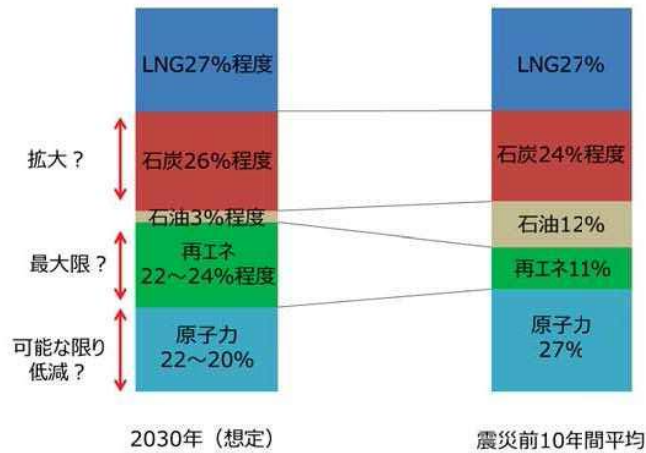 LNG27%程度
LNG27%
拡大？
石炭26%程度
石炭24%程度
石油3%程度
石油12%
最大限？
再エネ
22～24%程度
再エネ11%
可能な限り
低減？
原子力
22～20%
原子力
27%
2030年（想定）
震災前10年間平均